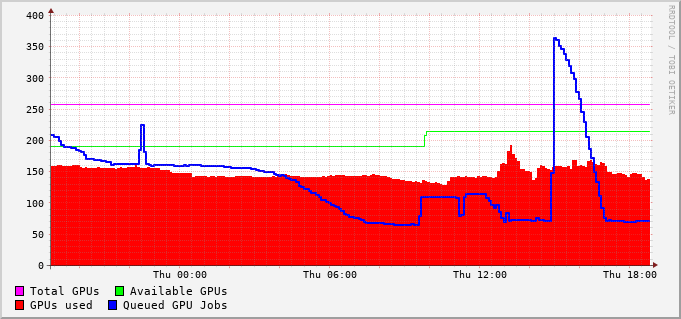 400
350
300
250
200
150
100
50
0
Thu 00:00 Thu 06:00 Thu 12:00 Thu 18:00
Total GPUs Available GPUs
GPUs used Queued GPU Jobs
RRDTOOL / TOBI OETIKER